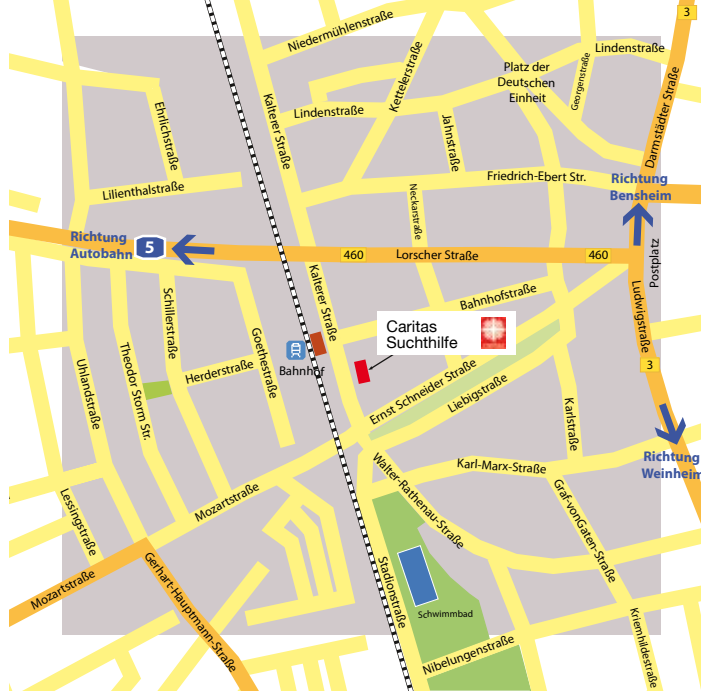 3
Niedermühlenstraße
Lindenstraße
Kettelerstraße
Platz der
Deutschen
Einheit
Georgenstraße
Kalterer Straße
Lindenstraße
Ehrlichstraße
Jahnstraße
Darmstädter Straße
Lilienthalstraße
Neckarstraße
Friedrich-Ebert Str.
Richtung
Bensheim
Richtung
Autobahn
5
460
Lorscher Straße
460
Postplatz
Kalterer Straße
Schillerstraße
Bahnhofstraße
Ludwigstraße
Caritas
Suchthilfe
Goethestraße
Theodor Storm Str.
Uhlandstraße
Bahnhof
Herderstraße
3
Ernst Schneider Straße
Liebigstraße
Karlstraße
Richtung
Weinheim
Karl-Marx-Straße
Walter-Rathenau-Straße
Mozartstraße
Graf-vonGaten-Straße
Lessingstraße
Mozartstraße
Gerhart-Hauptmann-Straße
Stadionstraße
Schwimmbad
Kriemhildestraße
Nibelungenstraße